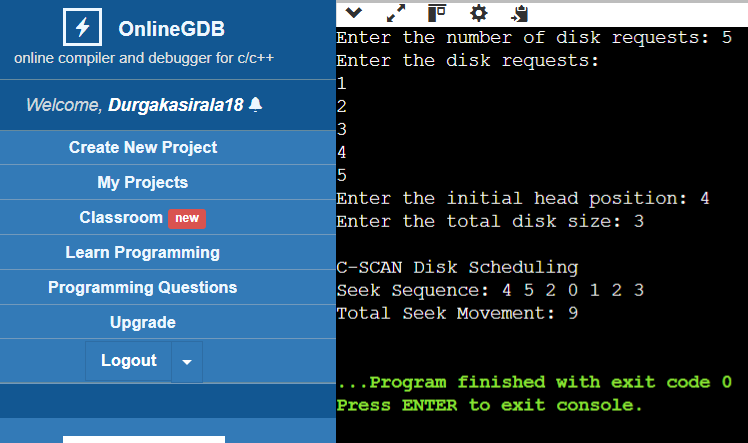 OnlineGDB
online compiler and debugger for c/c++
Welcome, Durgakasirala18
Create New Project
My Projects
Classroom new
Learn Programming
Programming Questions
Upgrade
Logout
Enter the number of disk requests: 5
Enter the disk requests:
1
2
3
4
5
Enter the initial head position: 4
Enter the total disk size: 3
C-SCAN Disk Scheduling
Seek Sequence: 4 5 2 0 1 2 3
Total Seek Movement: 9
...Program finished with exit code 0
Press ENTER to exit console.